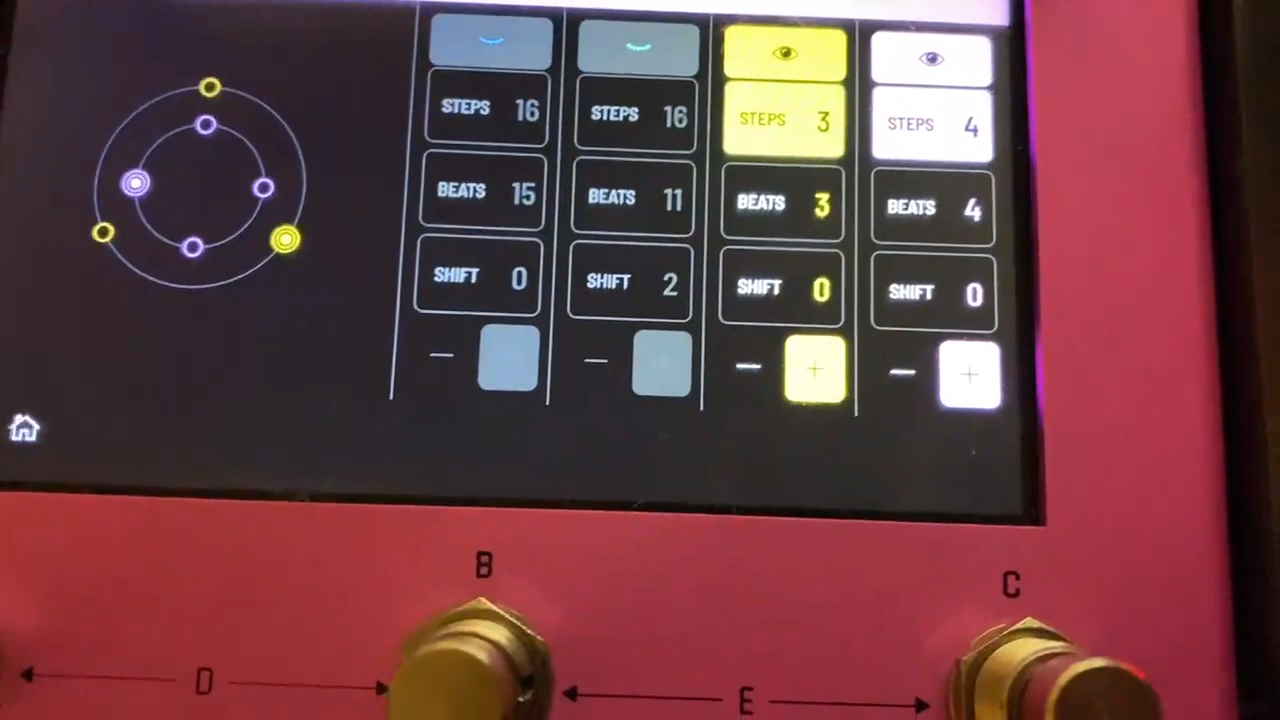 STEPS 16
STEPS 16
STEPS 3
STEPS 4
BEATS 15
BEATS 11
BEATS 3
BEATS 4
SHIFT 0
SHIFT 2
SHIFT 0
SHIFT 0
B
C
D
E